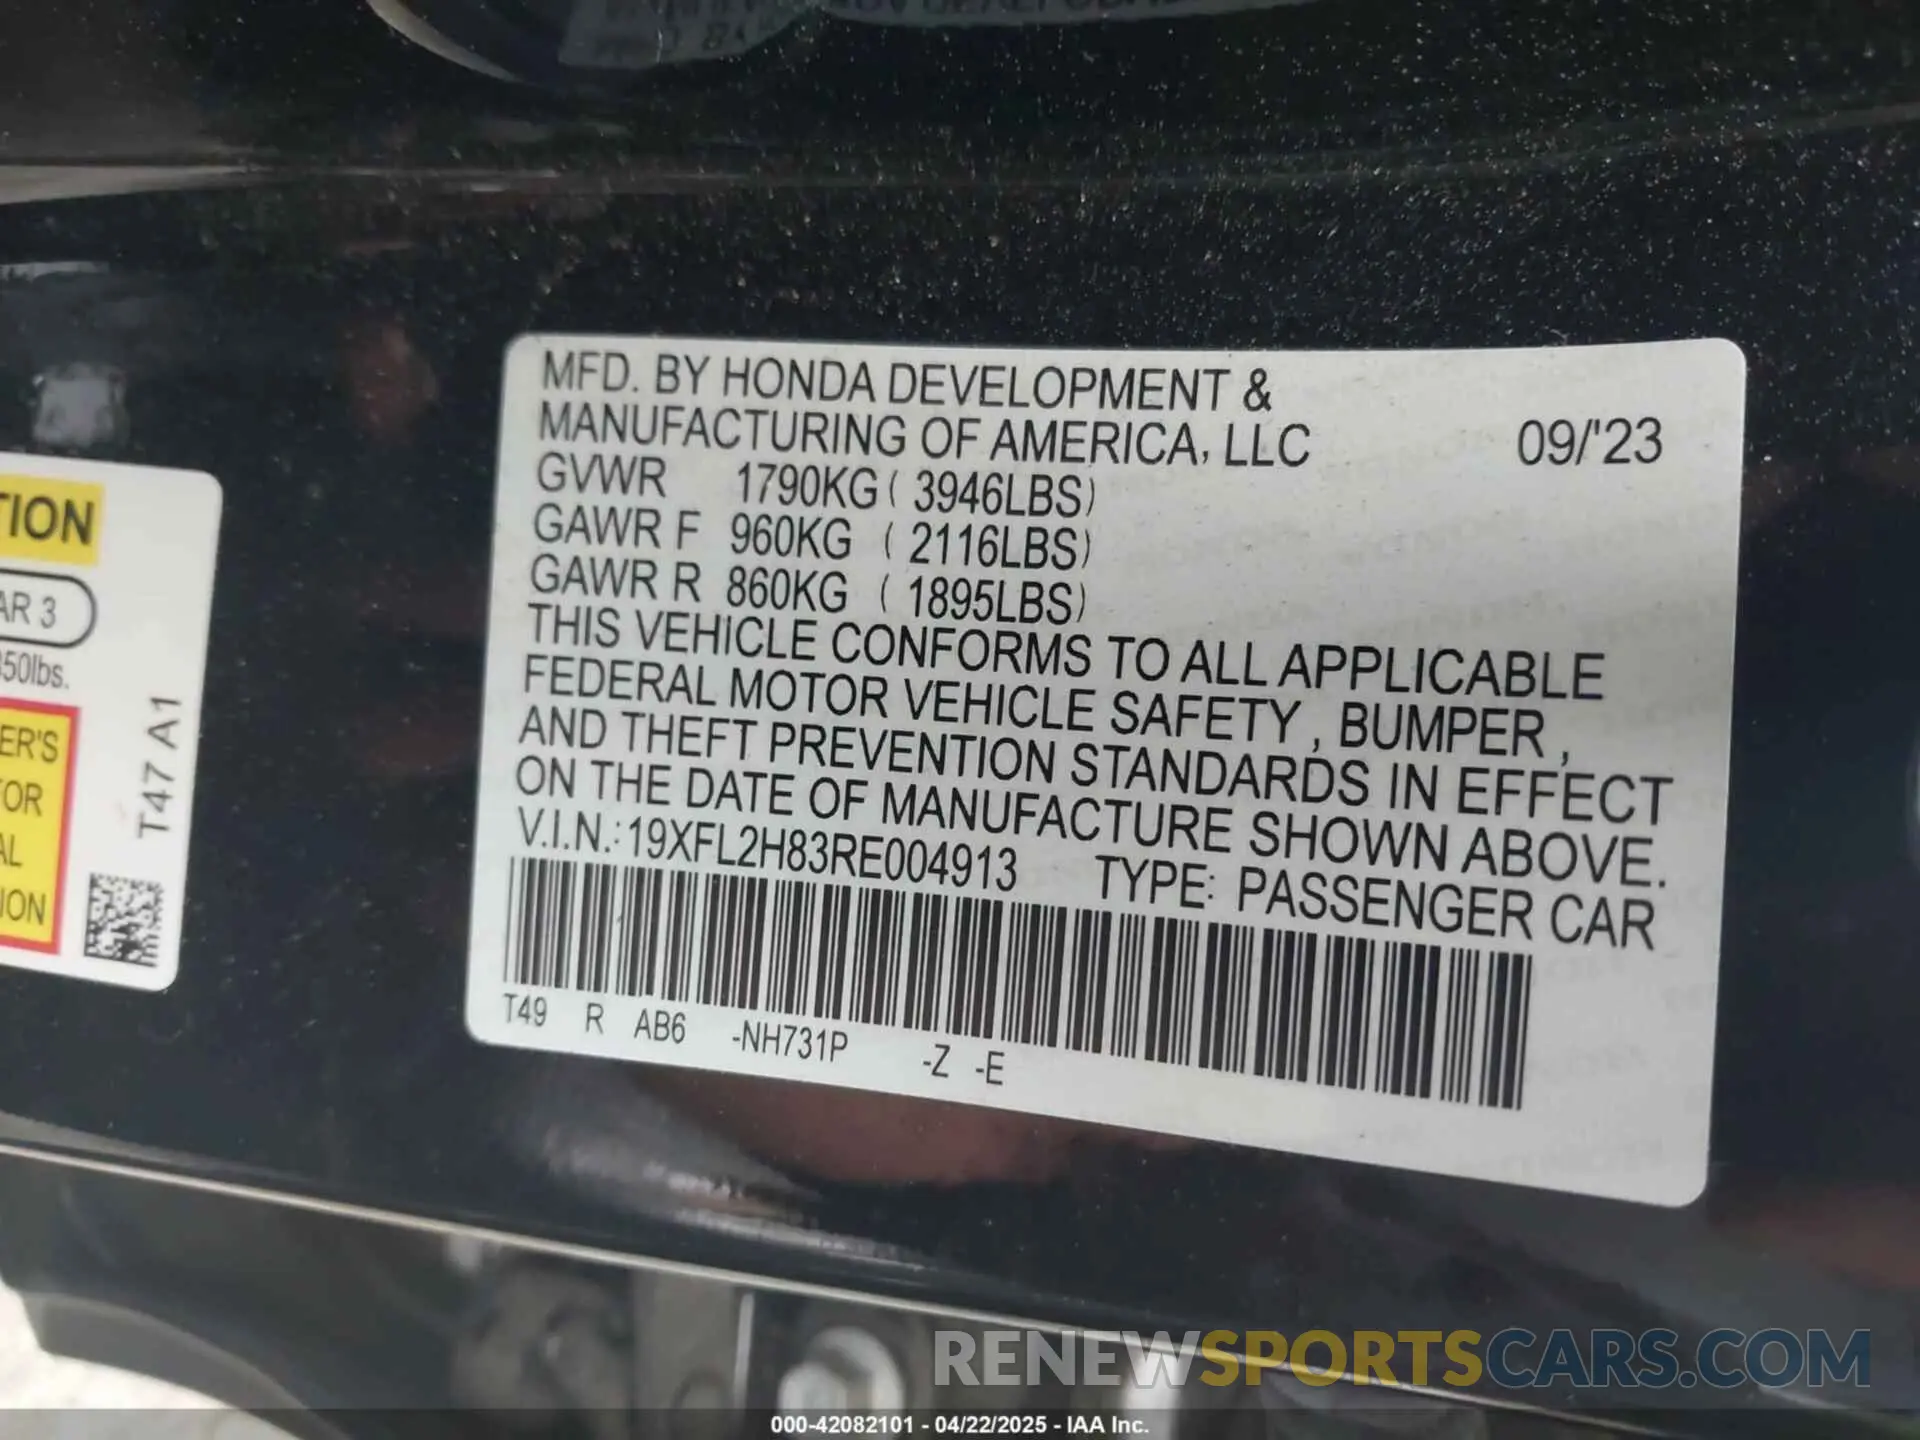 MFD. BY HONDA DEVELOPMENT &
MANUFACTURING OF AMERICA, LLC 09/'23
GVWR 1790KG ( 3946LBS)
GAWR F 960KG ( 2116LBS)
GAWR R 860KG ( 1895LBS)
THIS VEHICLE CONFORMS TO ALL APPLICABLE
FEDERAL MOTOR VEHICLE SAFETY , BUMPER ,
AND THEFT PREVENTION STANDARDS IN EFFECT
ON THE DATE OF MANUFACTURE SHOWN ABOVE.
V.I.N.: 19XFL2H83RE004913 TYPE: PASSENGER CAR
T49 R AB6 -NH731P -Z -E
TION
AR 3
350lbs.
ER'S
TOR
AL
ION
T47 A1
RENEWSPORTSCARS.COM
000-42082101 - 04/22/2025 - IAA Inc.